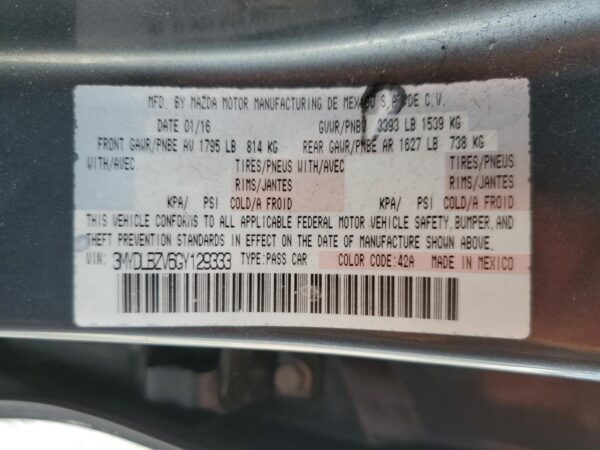 MFD. BY MAZDA MOTOR MANUFACTURING DE MEXICO S.A. DE C.V.
DATE 01/16 GVWR/PNBV 3393 LB 1539 KG
FRONT GAWR/PNBE AV 1795 LB 814 KG REAR GAWR/PNBE AR 1627 LB 738 KG
WITH/AVEC TIRES/PNEUS WITH/AVEC TIRES/PNEUS
RIMS/JANTES RIMS/JANTES
KPA/ PSI COLD/A FROID KPA/ PSI COLD/A FROID
THIS VEHICLE CONFORMS TO ALL APPLICABLE FEDERAL MOTOR VEHICLE SAFETY, BUMPER, AND
THEFT PREVENTION STANDARDS IN EFFECT ON THE DATE OF MANUFACTURE SHOWN ABOVE.
VIN: 3MYDLBZV6GY129333 TYPE:PASS CAR COLOR CODE:42A MADE IN MEXICO